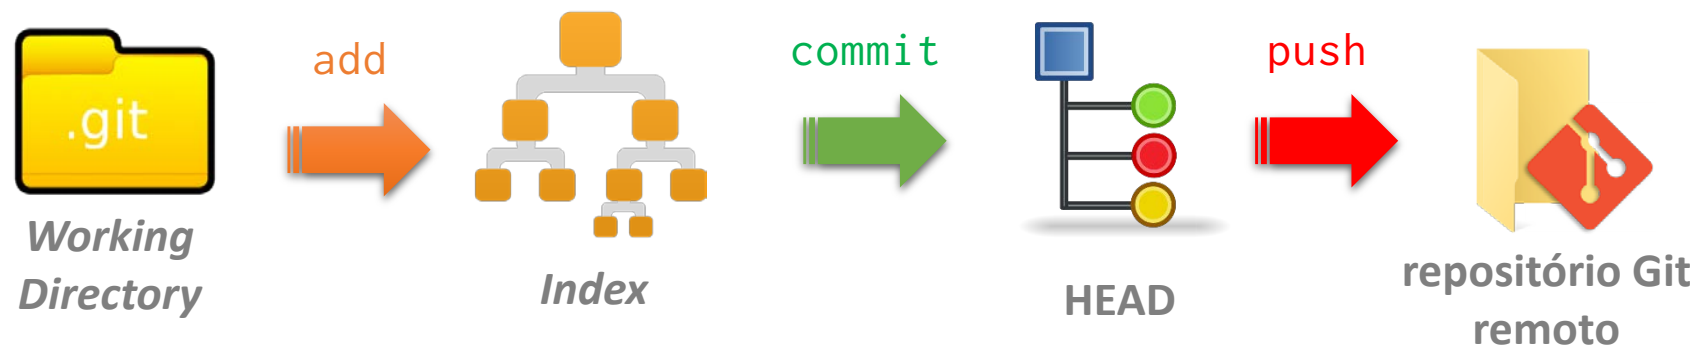 .git
Working
Directory
add
Index
commit
HEAD
push
repositório Git
remoto